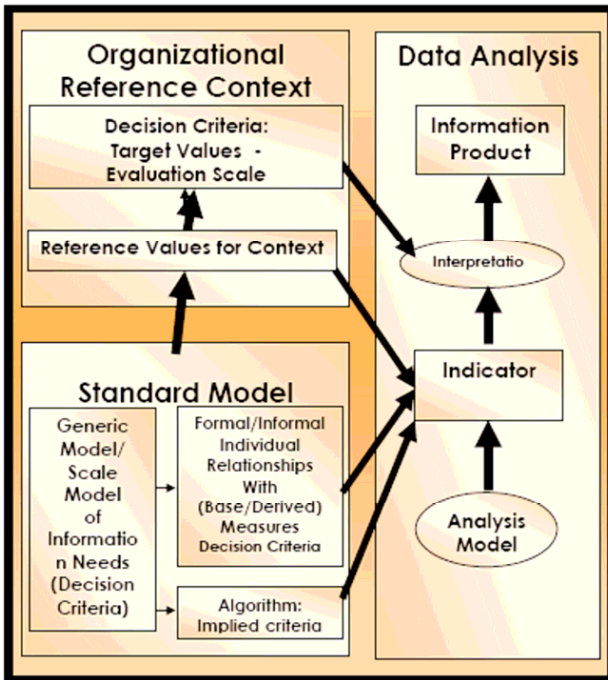 Organizational
Reference Context
Decision Criteria:
Target Values -
Evaluation Scale
Reference Values for Context
Standard Model
Generic
Model/
Scale
Model
of
Informatio
n Needs
(Decision
Criteria)
Formal/Informal
Individual
Relationships
With
(Base/Derived)
Measures
Decision Criteria
Algorithm:
Implied criteria
Data Analysis
Information
Product
Interpretatio
Indicator
Analysis
Model